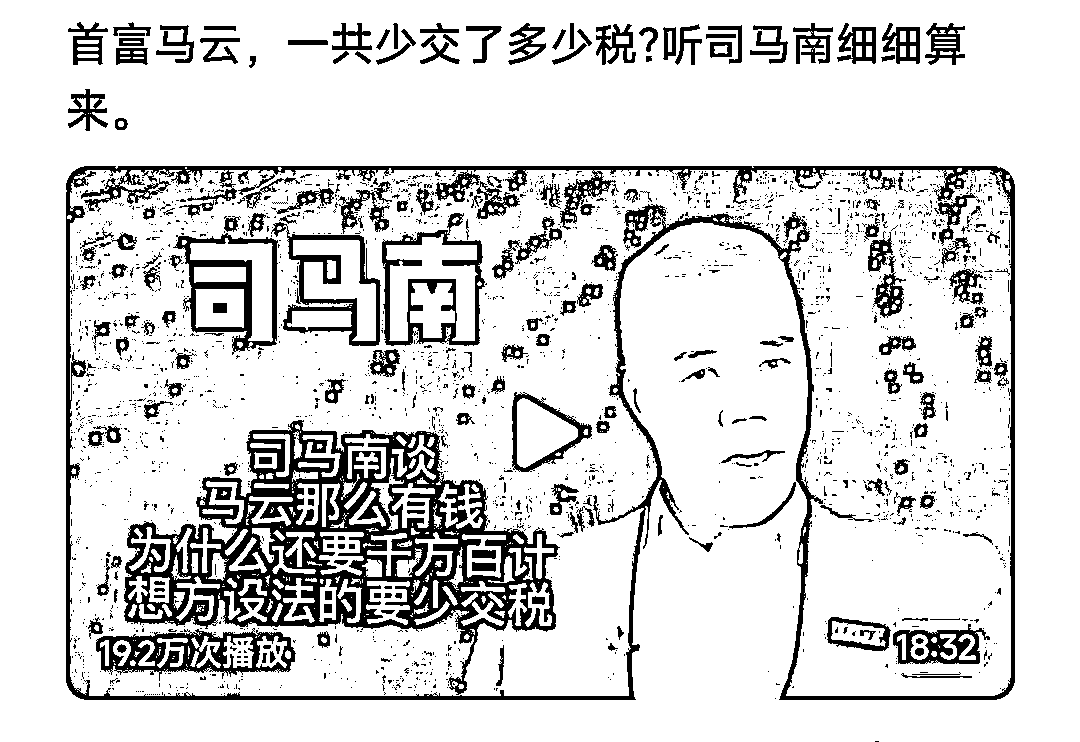 首富马云，一共少交了多少税?听司马南细细算
来。
司马南
司马南谈
马云那么有钱
为什么还要千方百计
想方设法的要少交税
19.2万次播放
18:32